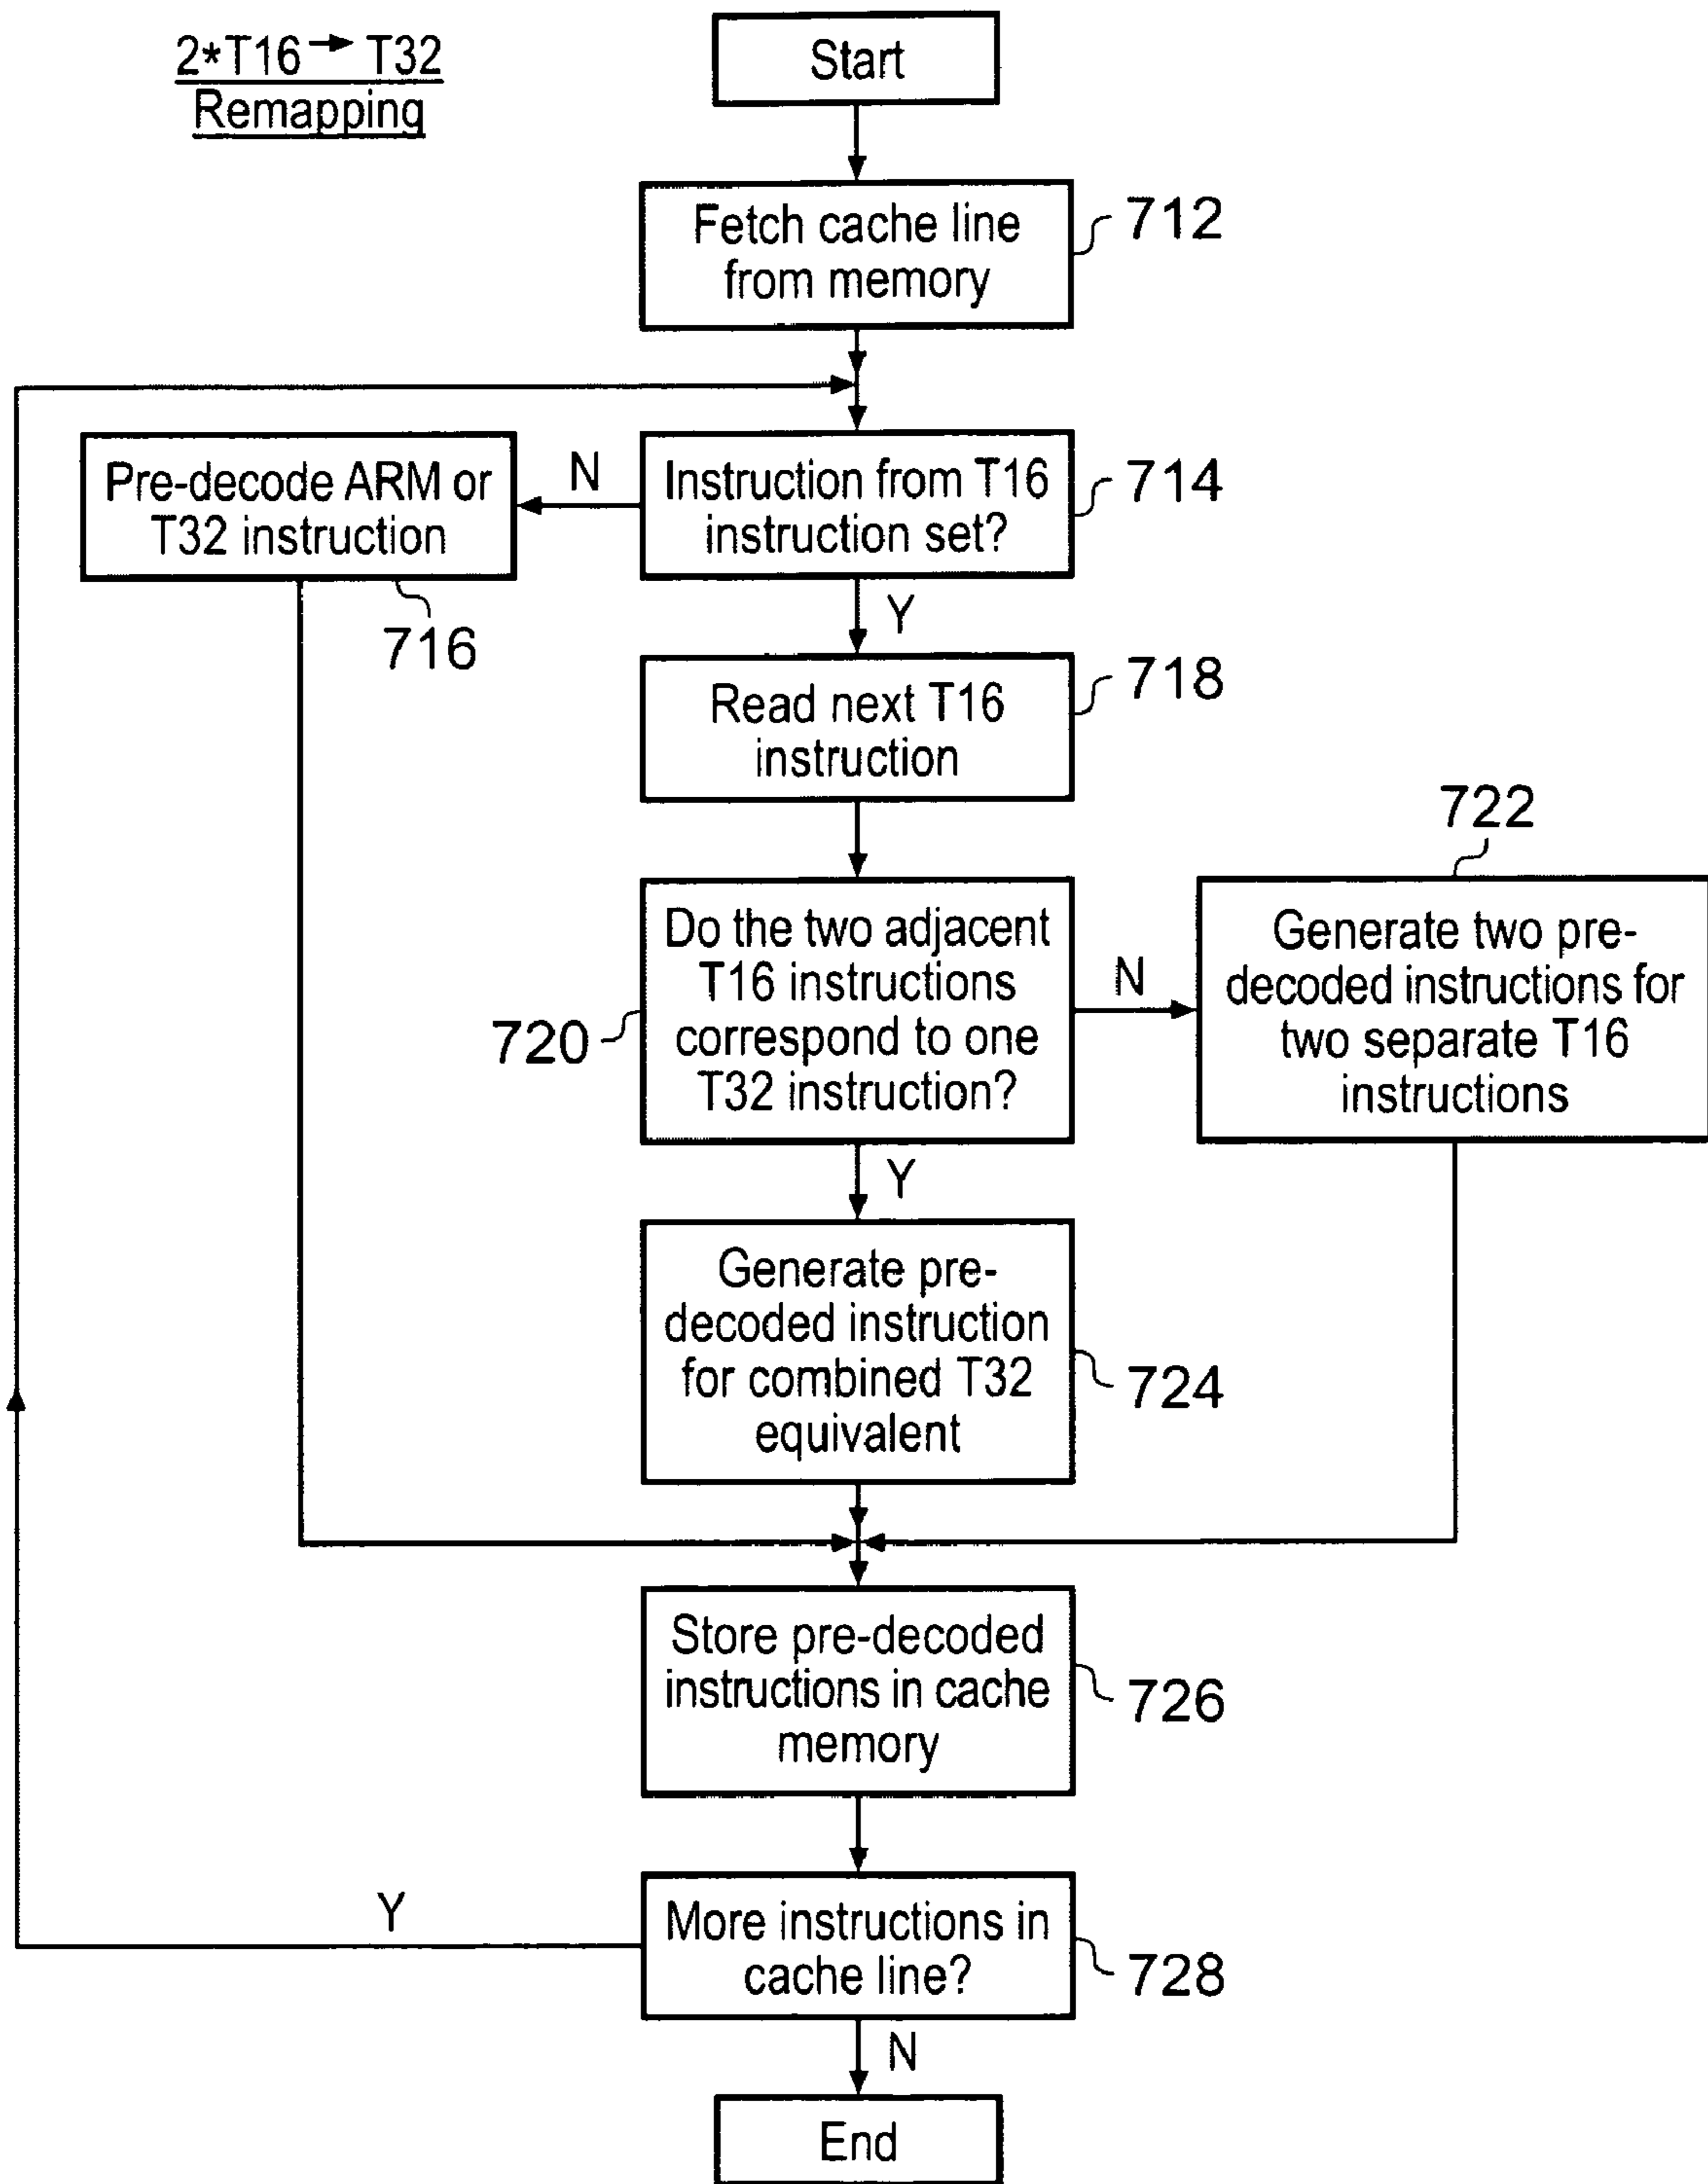 2*T16 → T32
Remapping
Start
Fetch cache line
from memory
712
Instruction from T16
instruction set?
714
N
Pre-decode ARM or
T32 instruction
716
Y
Read next T16
instruction
718
Do the two adjacent
T16 instructions
correspond to one
T32 instruction?
720
N
722
Generate two pre-
decoded instructions for
two separate T16
instructions
Y
Generate pre-
decoded instruction
for combined T32
equivalent
724
Store pre-decoded
instructions in cache
memory
726
More instructions in
cache line?
728
Y
N
End